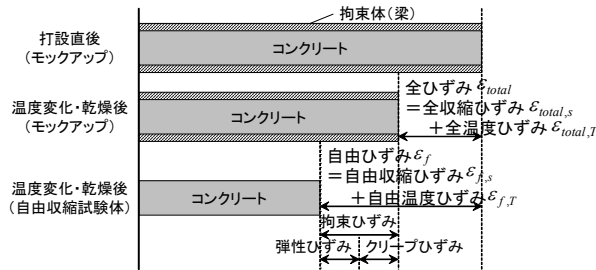 拘束体（梁）
打設直後
（モックアップ）
コンクリート
温度変化・乾燥後
（モックアップ）
コンクリート
全ひずみ ε_total
＝全収縮ひずみ ε_total,s
＋全温度ひずみ ε_total,T
温度変化・乾燥後
（自由収縮試験体）
コンクリート
自由ひずみ ε_f
＝自由収縮ひずみ ε_f,s
＋自由温度ひずみ ε_f,T
拘束ひずみ
弾性ひずみ
クリープひずみ